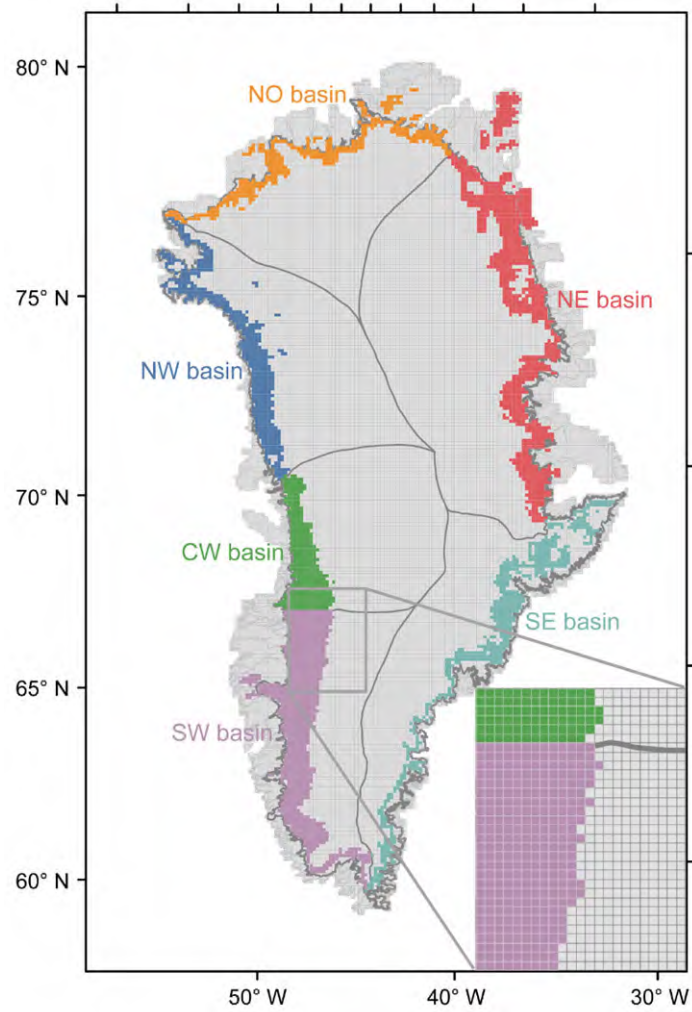 80° N
NO basin
75° N
NE basin
NW basin
70° N
CW basin
SE basin
65° N
SW basin
60° N
50° W
40° W
30° W